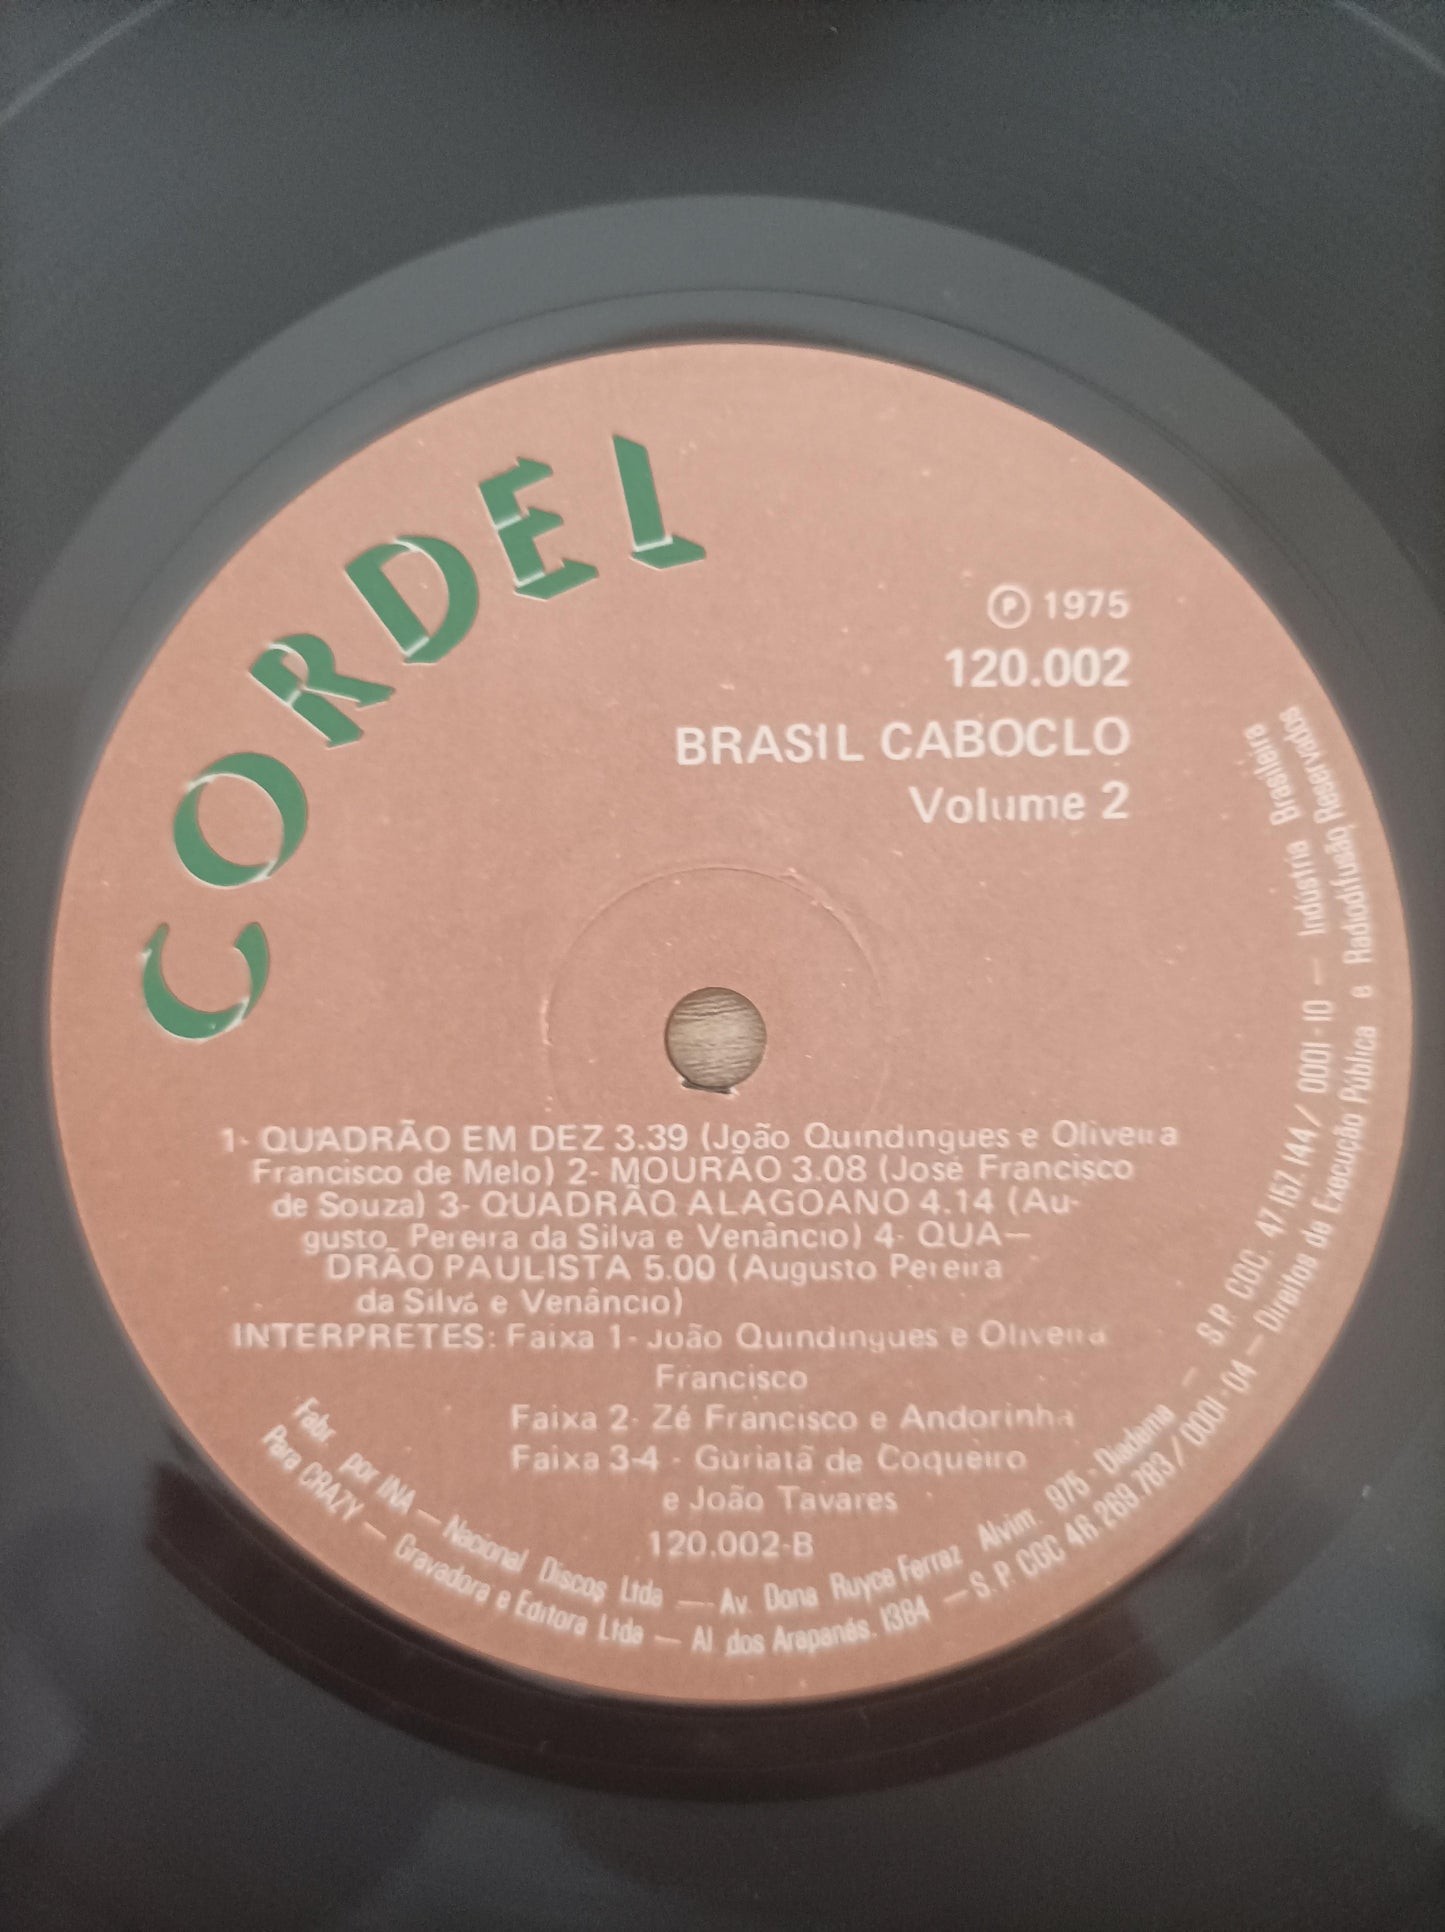 CORDEL
Ⓟ 1975
120.002
BRASIL CABOCLO
Volume 2
1- QUADRÃO EM DEZ 3.39 (João Quindingues e Oliveira
Francisco de Melo) 2- MOURÃO 3.08 (José Francisco
de Souza) 3- QUADRÃO ALAGOANO 4.14 (Au-
gusto Pereira da Silva e Venâncio) 4- QUA—
DRÃO PAULISTA 5.00 (Augusto Pereira
da Silva e Venâncio)
INTERPRETES: Faixa 1- João Quindingues e Oliveira
Francisco
Faixa 2- Zé Francisco e Andorinha
Faixa 3-4 - Guriatã de Coqueiro
e João Tavares
120.002-B
Fabr. por INA — Nacional Discos Ltda — Av. Dona Ruyce Ferraz Alvim. 975 - Diadema — S.P. CGC. 47.157.144 / 0001-10 — Indústria Brasileira
Para CRAZY — Gravadora e Editora Ltda — Al. dos Arapanés. 1384 — S. P. CGC 46.269.783 / 0001-04 — Direitos de Execução Pública e Radiodifusão Reservados